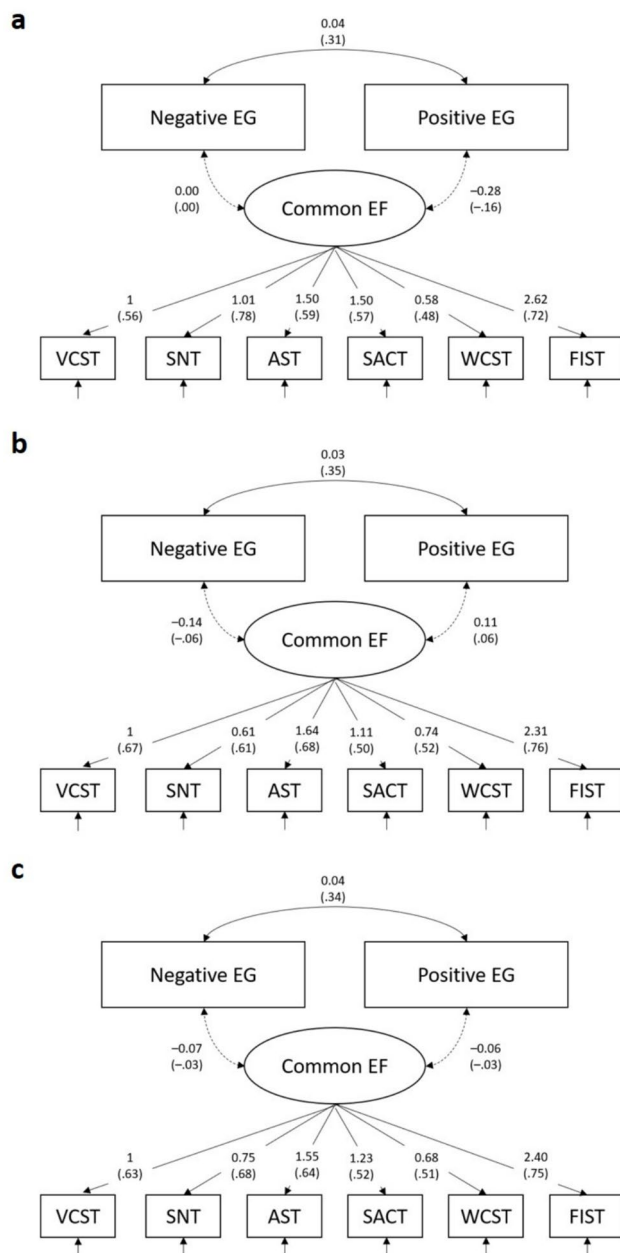 a
0.04
(.31)
Negative EG Positive EG
0.00 −0.28
(.00) (−.16)
Common EF
1 1.01 1.50 1.50 0.58 2.62
(.56) (.78) (.59) (.57) (.48) (.72)
VCST SNT AST SACT WCST FIST
b
0.03
(.35)
Negative EG Positive EG
−0.14 0.11
(−.06) (.06)
Common EF
1 0.61 1.64 1.11 0.74 2.31
(.67) (.61) (.68) (.50) (.52) (.76)
VCST SNT AST SACT WCST FIST
c
0.04
(.34)
Negative EG Positive EG
−0.07 −0.06
(−.03) (−.03)
Common EF
1 0.75 1.55 1.23 0.68 2.40
(.63) (.68) (.64) (.52) (.51) (.75)
VCST SNT AST SACT WCST FIST